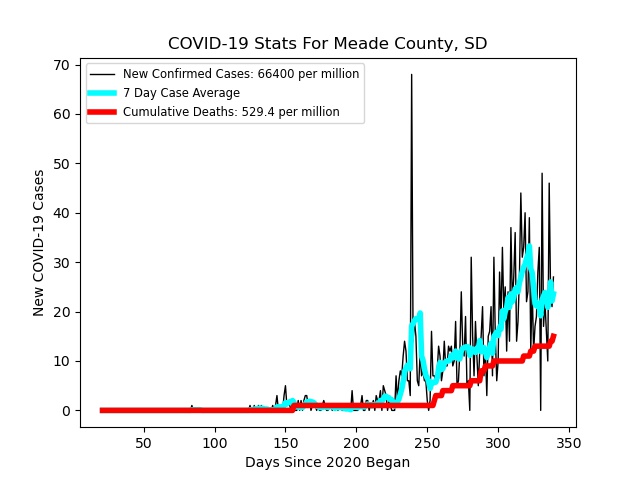 COVID-19 Stats For Meade County, SD
New Confirmed Cases: 66400 per million
7 Day Case Average
Cumulative Deaths: 529.4 per million
New COVID-19 Cases
70
60
50
40
30
20
10
0
50
100
150
200
250
300
350
Days Since 2020 Began